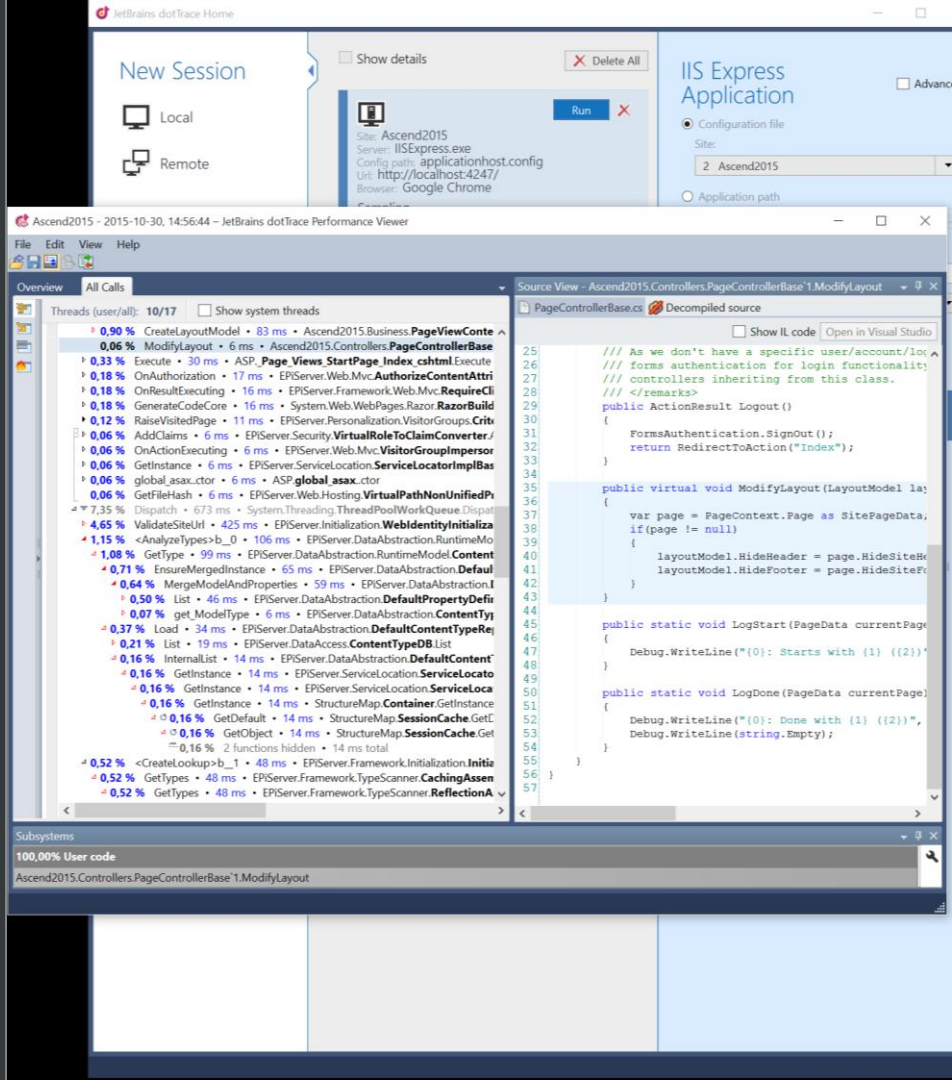 JetBrains dotTrace Home
New Session
Local
Remote
Show details
Delete All
Run
Site: Ascend2015
Server: IISExpress.exe
Config path: applicationhost.config
Url: http://localhost:4247/
Browser: Google Chrome
IIS Express
Application
Advance
Configuration file
Site:
2 Ascend2015
Application path
Ascend2015 - 2015-10-30, 14:56:44 – JetBrains dotTrace Performance Viewer
File Edit View Help
Overview All Calls
Threads (user/all): 10/17 Show system threads
0,90 % CreateLayoutModel • 83 ms • Ascend2015.Business.PageViewConte
0,06 % ModifyLayout • 6 ms • Ascend2015.Controllers.PageControllerBase
0,33 % Execute • 30 ms • ASP._Page_Views_StartPage_Index_cshtml.Execute
0,18 % OnAuthorization • 17 ms • EPiServer.Web.Mvc.AuthorizeContentAttri
0,18 % OnResultExecuting • 16 ms • EPiServer.Framework.Web.Mvc.RequireCli
0,18 % GenerateCodeCore • 16 ms • System.Web.WebPages.Razor.RazorBuild
0,12 % RaiseVisitedPage • 11 ms • EPiServer.Personalization.VisitorGroups.Crite
0,06 % AddClaims • 6 ms • EPiServer.Security.VirtualRoleToClaimConverter.
0,06 % OnActionExecuting • 6 ms • EPiServer.Web.Mvc.VisitorGroupImperson
0,06 % GetInstance • 6 ms • EPiServer.ServiceLocation.ServiceLocatorImplBas
0,06 % global_asax..ctor • 6 ms • ASP.global_asax..ctor
0,06 % GetFileHash • 6 ms • EPiServer.Web.Hosting.VirtualPathNonUnifiedPr
7,35 % Dispatch • 673 ms • System.Threading.ThreadPoolWorkQueue.Dispat
4,65 % ValidateSiteUrl • 425 ms • EPiServer.Initialization.WebIdentityInitializa
1,15 % <AnalyzeTypes>b__0 • 106 ms • EPiServer.DataAbstraction.RuntimeMo
1,08 % GetType • 99 ms • EPiServer.DataAbstraction.RuntimeModel.Content
0,71 % EnsureMergedInstance • 65 ms • EPiServer.DataAbstraction.Defaul
0,64 % MergeModelAndProperties • 59 ms • EPiServer.DataAbstraction.I
0,50 % List • 46 ms • EPiServer.DataAbstraction.DefaultPropertyDefin
0,07 % get_ModelType • 6 ms • EPiServer.DataAbstraction.ContentTyp
0,37 % Load • 34 ms • EPiServer.DataAbstraction.DefaultContentTypeRep
0,21 % List • 19 ms • EPiServer.DataAccess.ContentTypeDB.List
0,16 % InternalList • 14 ms • EPiServer.DataAbstraction.DefaultContentT
0,16 % GetInstance • 14 ms • EPiServer.ServiceLocation.ServiceLocato
0,16 % GetInstance • 14 ms • EPiServer.ServiceLocation.ServiceLoca
0,16 % GetInstance • 14 ms • StructureMap.Container.GetInstance
0,16 % GetDefault • 14 ms • StructureMap.SessionCache.GetD
0,16 % GetObject • 14 ms • StructureMap.SessionCache.Get
0,16 % 2 functions hidden • 14 ms total
0,52 % <CreateLookup>b__1 • 48 ms • EPiServer.Framework.Initialization.Initia
0,52 % GetTypes • 48 ms • EPiServer.Framework.TypeScanner.CachingAssem
0,52 % GetTypes • 48 ms • EPiServer.Framework.TypeScanner.ReflectionA
Source View - Ascend2015.Controllers.PageControllerBase`1.ModifyLayout
PageControllerBase.cs Decompiled source
Show IL code Open in Visual Studio
25 /// As we don't have a specific user/account/log
26 /// forms authentication for login functionality
27 /// controllers inheriting from this class.
28 /// </remarks>
29 public ActionResult Logout()
30 {
31 FormsAuthentication.SignOut();
32 return RedirectToAction("Index");
33 }
34
35 public virtual void ModifyLayout(LayoutModel lay
36 {
37 var page = PageContext.Page as SitePageData;
38 if(page != null)
39 {
40 layoutModel.HideHeader = page.HideSiteHe
41 layoutModel.HideFooter = page.HideSiteFo
42 }
43 }
44
45 public static void LogStart(PageData currentPage
46 {
47 Debug.WriteLine("{0}: Starts with {1} ({2})"
48 }
49
50 public static void LogDone(PageData currentPage)
51 {
52 Debug.WriteLine("{0}: Done with {1} ({2})",
53 Debug.WriteLine(string.Empty);
54 }
55 }
56 }
57
Subsystems
100,00% User code
Ascend2015.Controllers.PageControllerBase`1.ModifyLayout